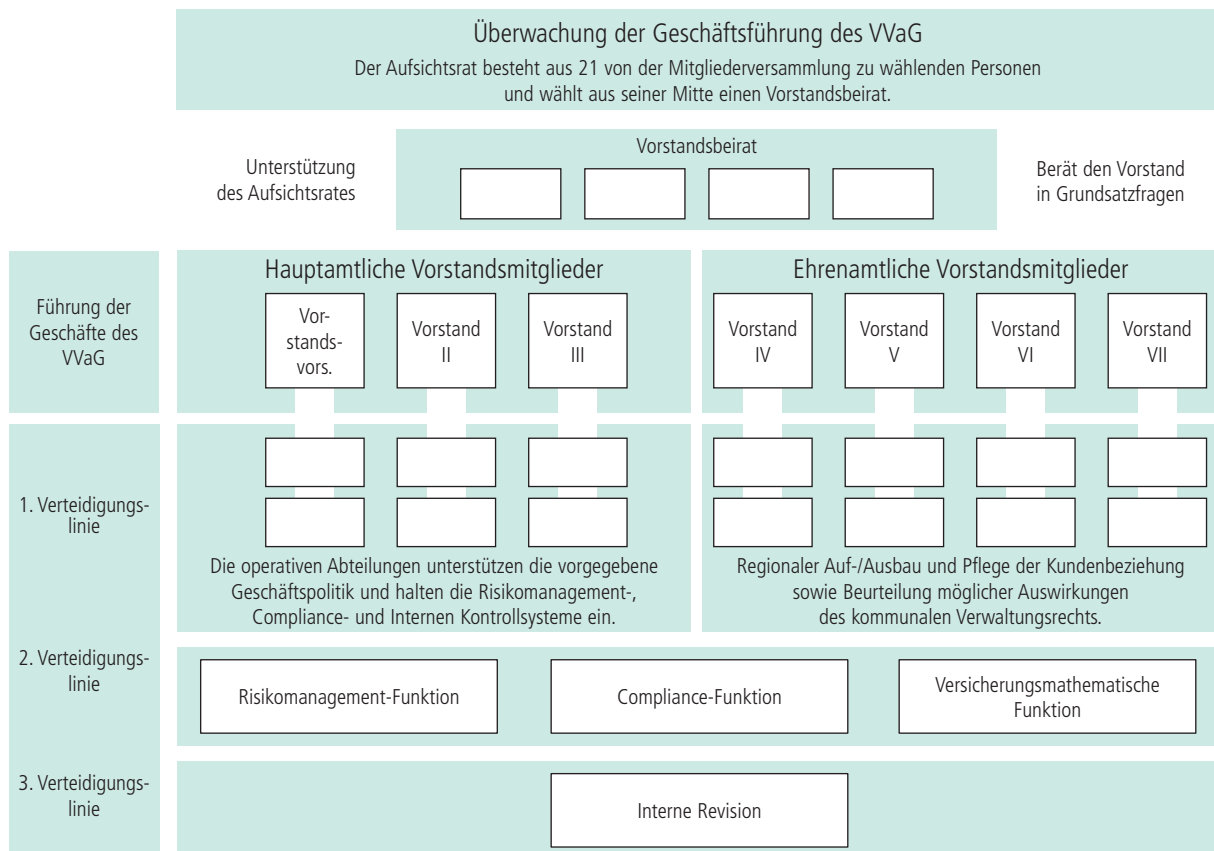 Überwachung der Geschäftsführung des VVaG
Der Aufsichtsrat besteht aus 21 von der Mitgliederversammlung zu wählenden Personen
und wählt aus seiner Mitte einen Vorstandsbeirat.
Unterstützung
des Aufsichtsrates
Vorstandsbeirat
Berät den Vorstand
in Grundsatzfragen
Führung der
Geschäfte des
VVaG
Hauptamtliche Vorstandsmitglieder
Vor-
stands-
vors.
Vorstand
II
Vorstand
III
Ehrenamtliche Vorstandsmitglieder
Vorstand
IV
Vorstand
V
Vorstand
VI
Vorstand
VII
1. Verteidigungs-
linie
Die operativen Abteilungen unterstützen die vorgegebene
Geschäftspolitik und halten die Risikomanagement-,
Compliance- und Internen Kontrollsysteme ein.
Regionaler Auf-/Ausbau und Pflege der Kundenbeziehung
sowie Beurteilung möglicher Auswirkungen
des kommunalen Verwaltungsrechts.
2. Verteidigungs-
linie
Risikomanagement-Funktion
Compliance-Funktion
Versicherungsmathematische
Funktion
3. Verteidigungs-
linie
Interne Revision